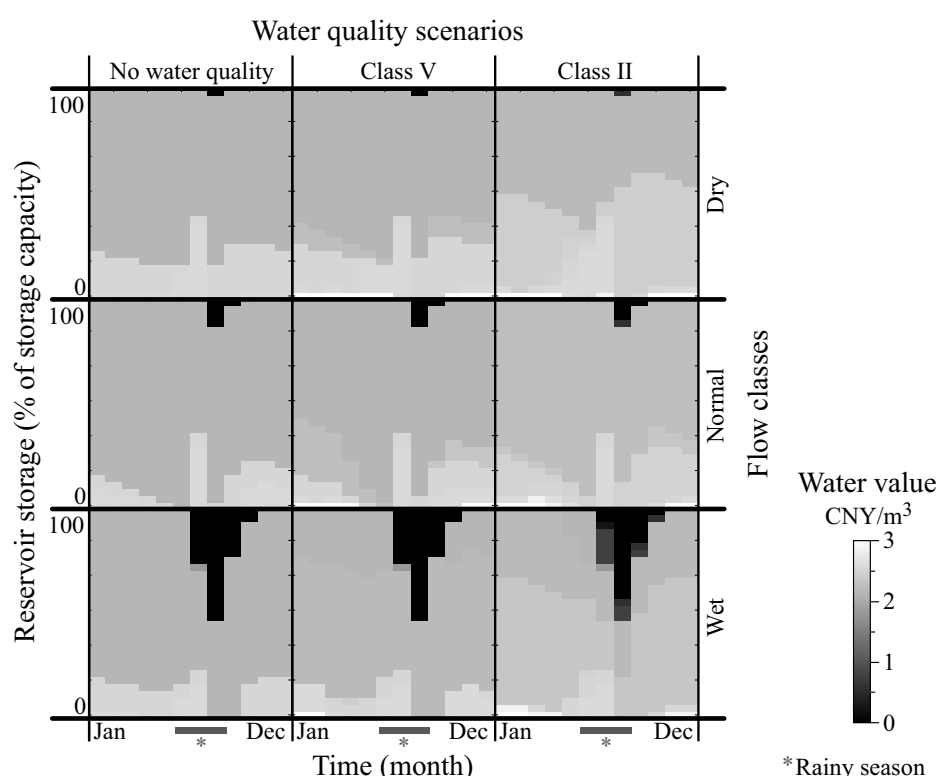 Water quality scenarios
No water quality
Class V
Class II
Reservoir storage (% of storage capacity)
100
0
Dry
100
0
Normal
100
0
Wet
Flow classes
Jan
*
Dec
Jan
*
Dec
Jan
*
Dec
Time (month)
Water value
CNY/m³
3
2
1
0
*Rainy season